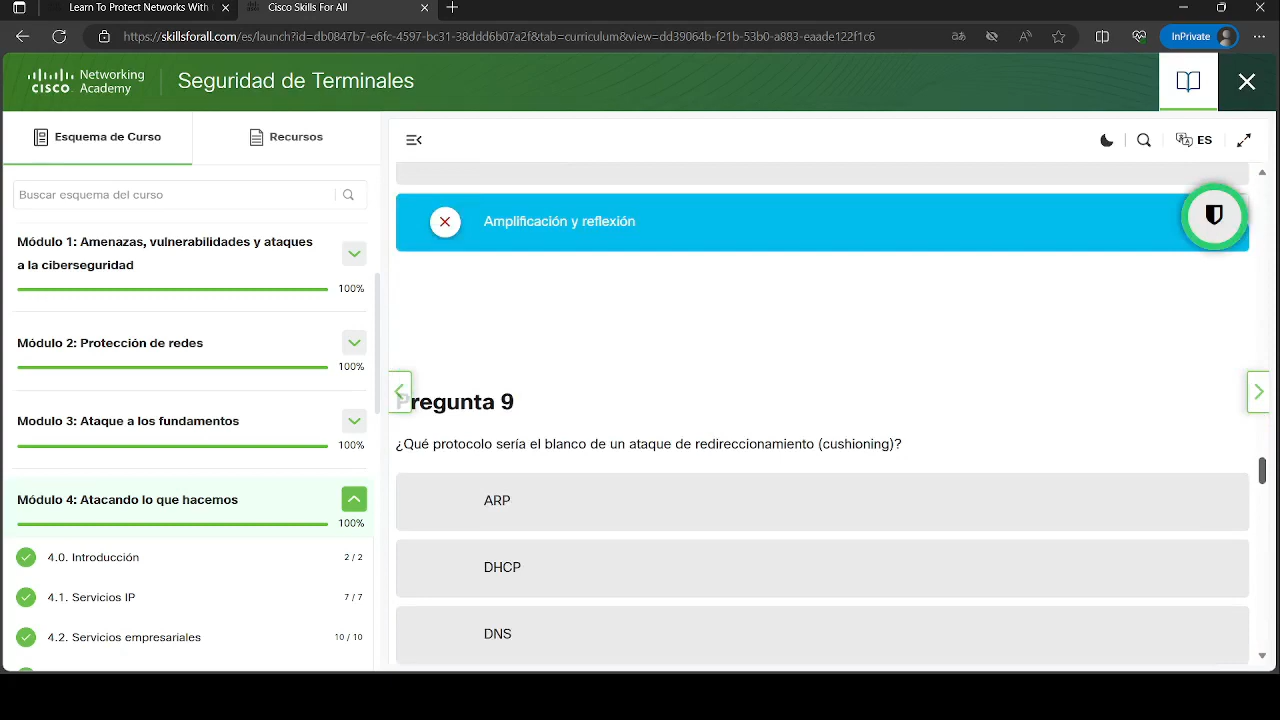 Learn To Protect Networks With
Cisco Skills For All
https://skillsforall.com/es/launch?id=db0847b7-e6fc-4597-bc31-38ddd6b07a2f&tab=curriculum&view=dd39064b-f21b-53b0-a883-eaade122f1c6
InPrivate
CISCO
Networking
Academy
Seguridad de Terminales
Esquema de Curso
Recursos
ES
Buscar esquema del curso
Amplificación y reflexión
Módulo 1: Amenazas, vulnerabilidades y ataques
a la ciberseguridad
100%
Módulo 2: Protección de redes
100%
Pregunta 9
Modulo 3: Ataque a los fundamentos
100%
¿Qué protocolo sería el blanco de un ataque de redireccionamiento (cushioning)?
Módulo 4: Atacando lo que hacemos
100%
ARP
4.0. Introducción
2 / 2
DHCP
4.1. Servicios IP
7 / 7
4.2. Servicios empresariales
10 / 10
DNS